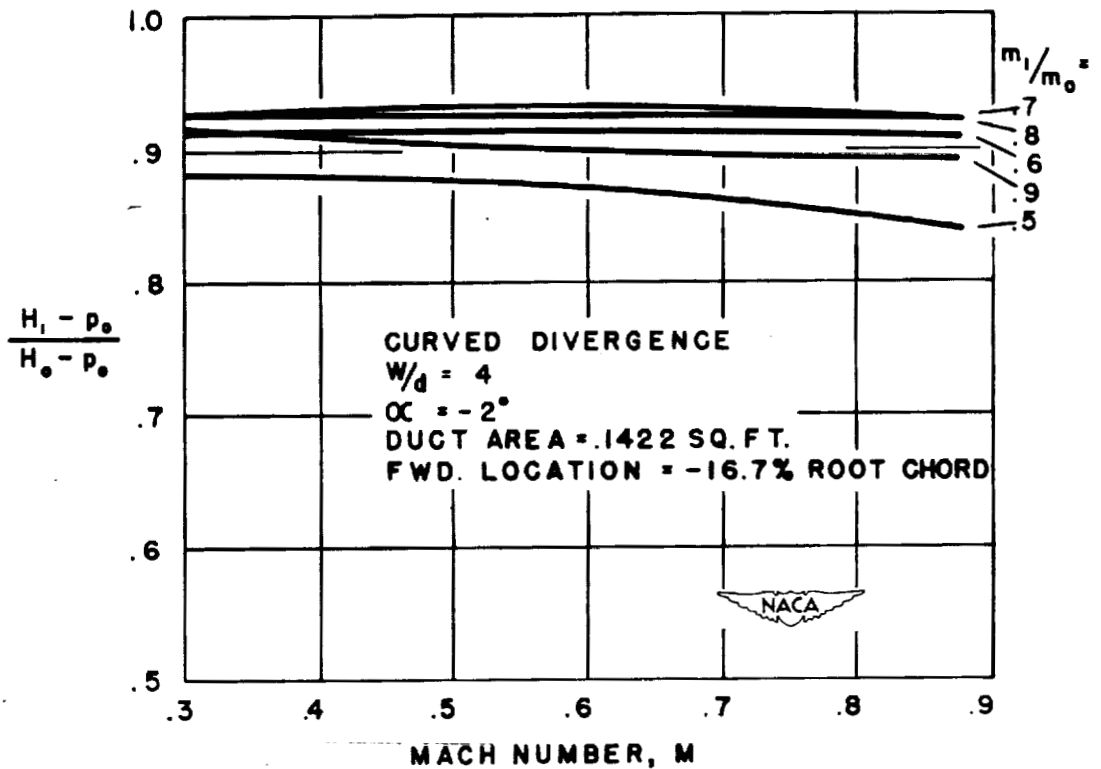 1.0
.9
.8
.7
.6
.5
H₁ - p₀
H₀ - p₀
m₁/m₀ =
.7
.8
.6
.9
.5
CURVED DIVERGENCE
W/d = 4
α = -2°
DUCT AREA = .1422 SQ. FT.
FWD. LOCATION = -16.7% ROOT CHORD
NACA
.3 .4 .5 .6 .7 .8 .9
MACH NUMBER, M